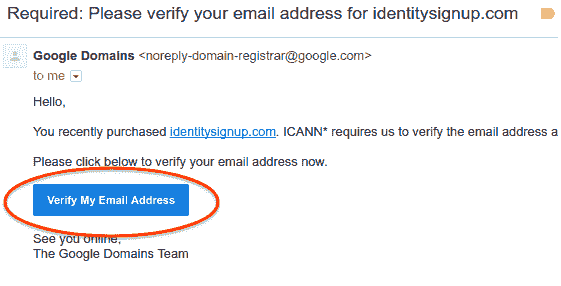 Required: Please verify your email address for identitysignup.com
Google Domains <noreply-domain-registrar@google.com>
to me
Hello,
You recently purchased identitysignup.com. ICANN* requires us to verify the email address a
Please click below to verify your email address now.
Verify My Email Address
See you online,
The Google Domains Team